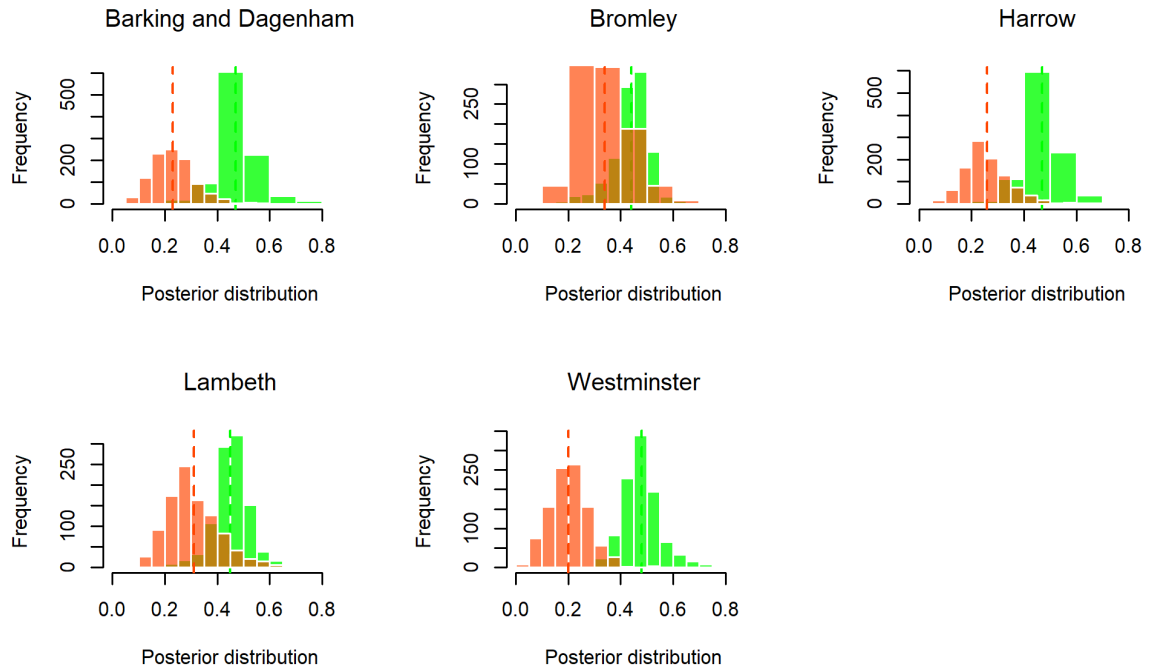 Barking and Dagenham
Frequency
0 200 500
0.0 0.2 0.4 0.6 0.8
Posterior distribution
Bromley
Frequency
0 100 250
0.0 0.2 0.4 0.6 0.8
Posterior distribution
Harrow
Frequency
0 200 500
0.0 0.2 0.4 0.6 0.8
Posterior distribution
Lambeth
Frequency
0 100 250
0.0 0.2 0.4 0.6 0.8
Posterior distribution
Westminster
Frequency
0 100 250
0.0 0.2 0.4 0.6 0.8
Posterior distribution